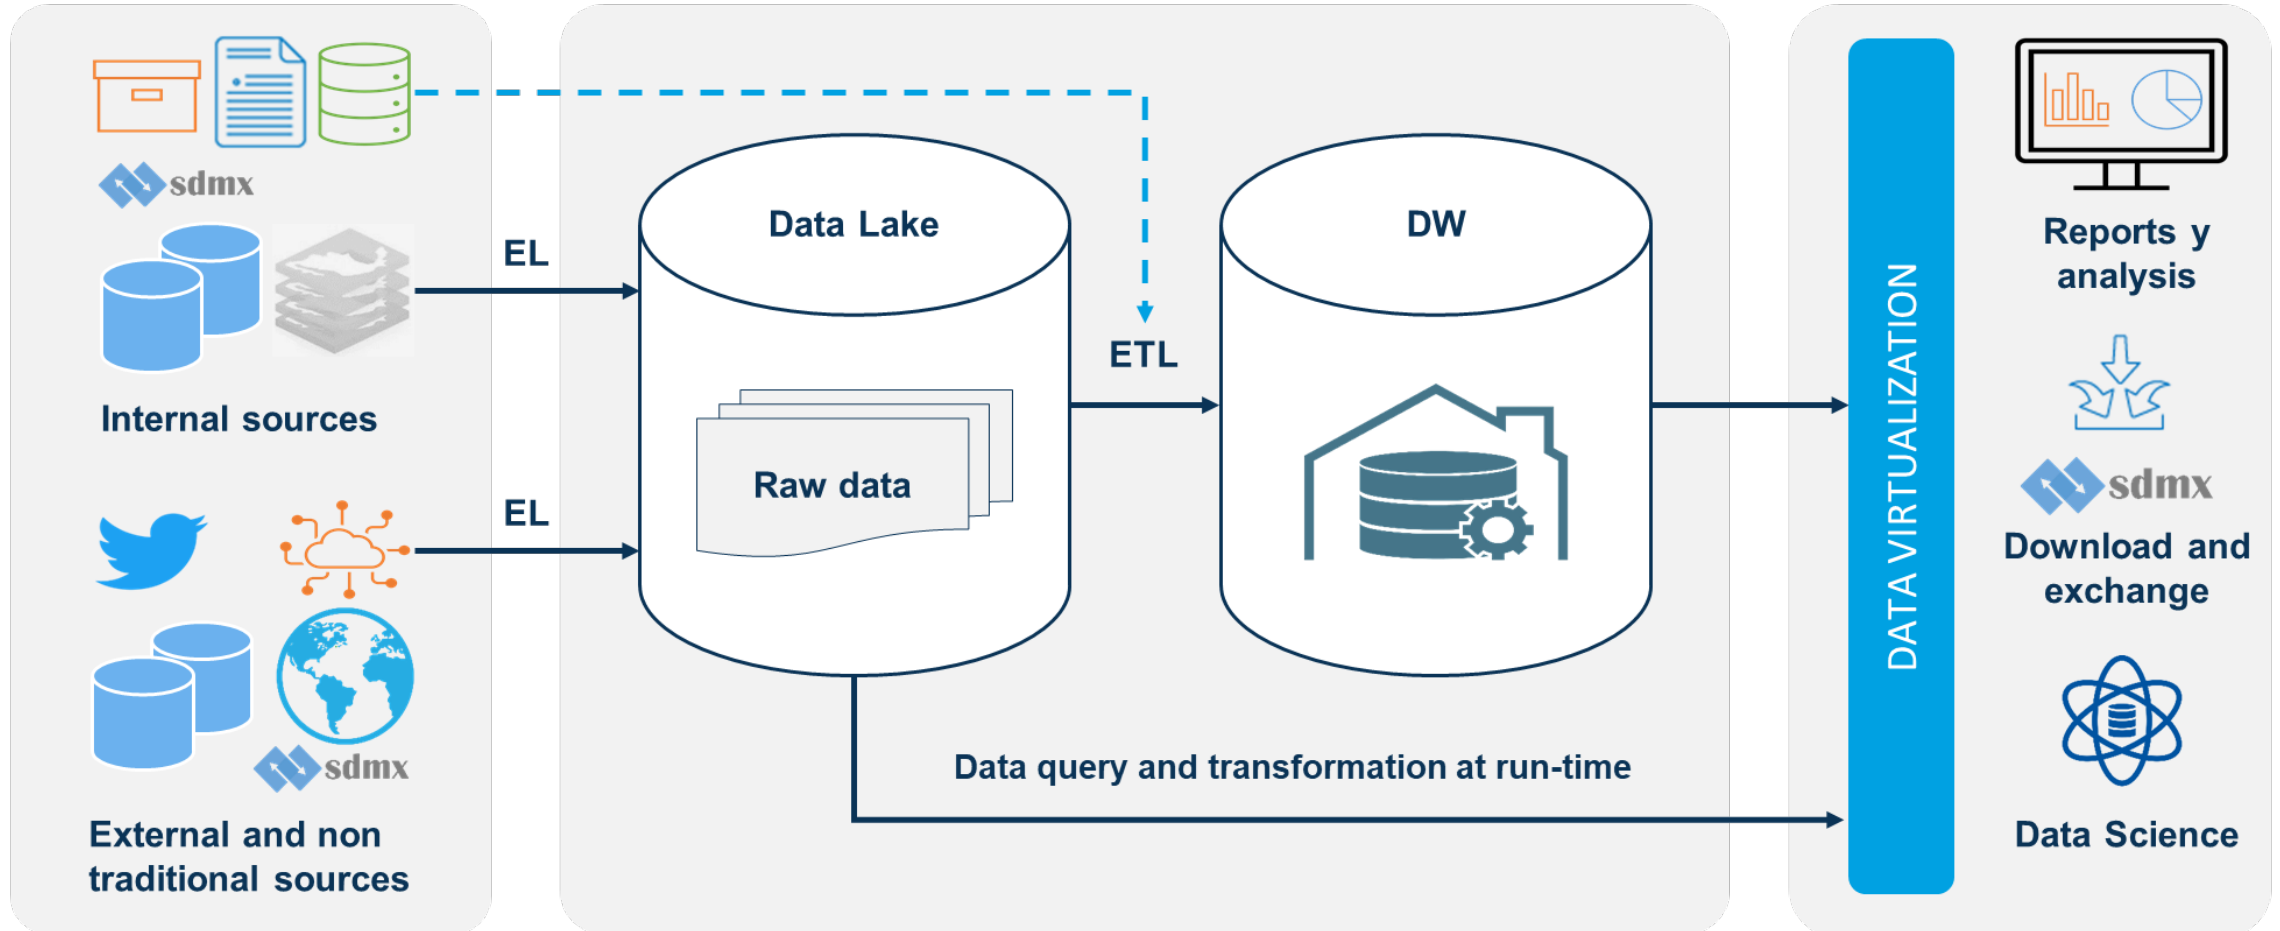 sdmx
Internal sources
sdmx
External and non
traditional sources
EL
EL
Data Lake
Raw data
ETL
DW
Data query and transformation at run-time
DATA VIRTUALIZATION
Reports y
analysis
sdmx
Download and
exchange
Data Science